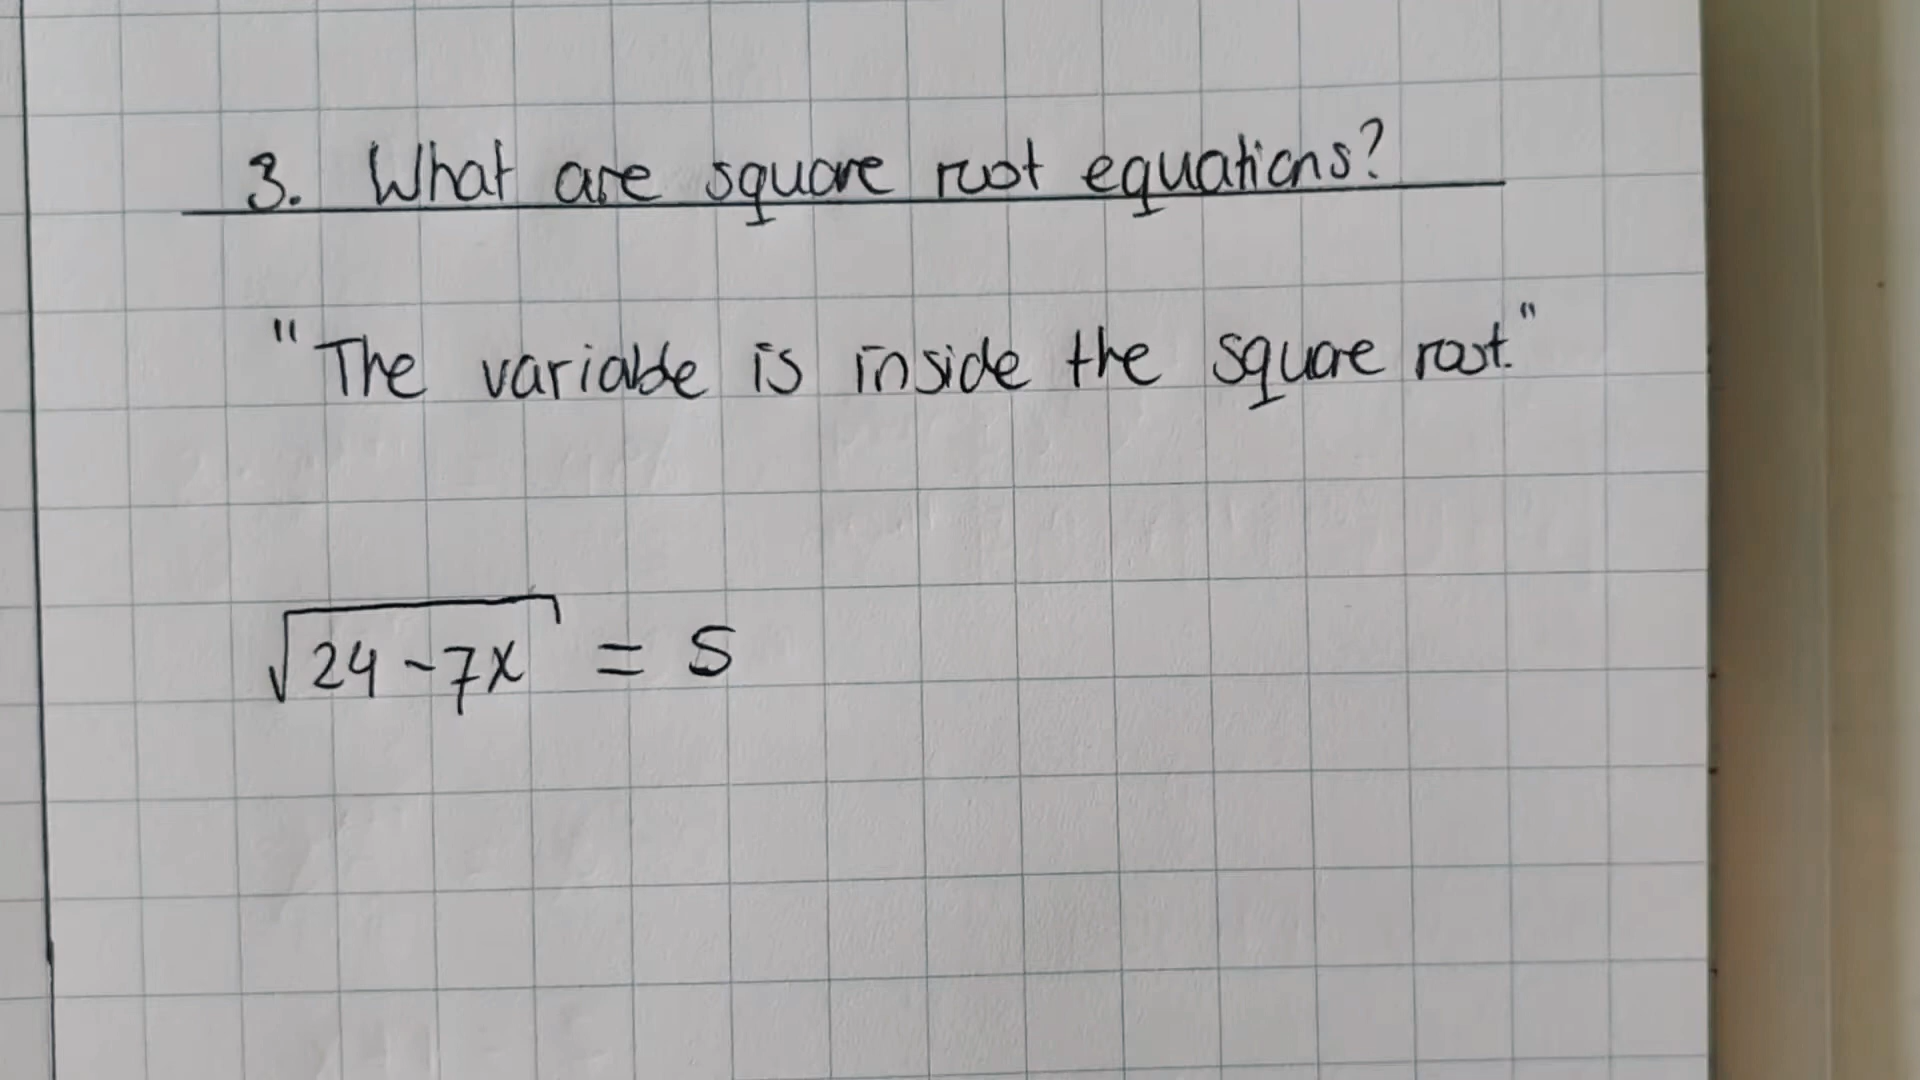 3. What are square root equations?
"The variable is inside the square root."
√24-7x = 5